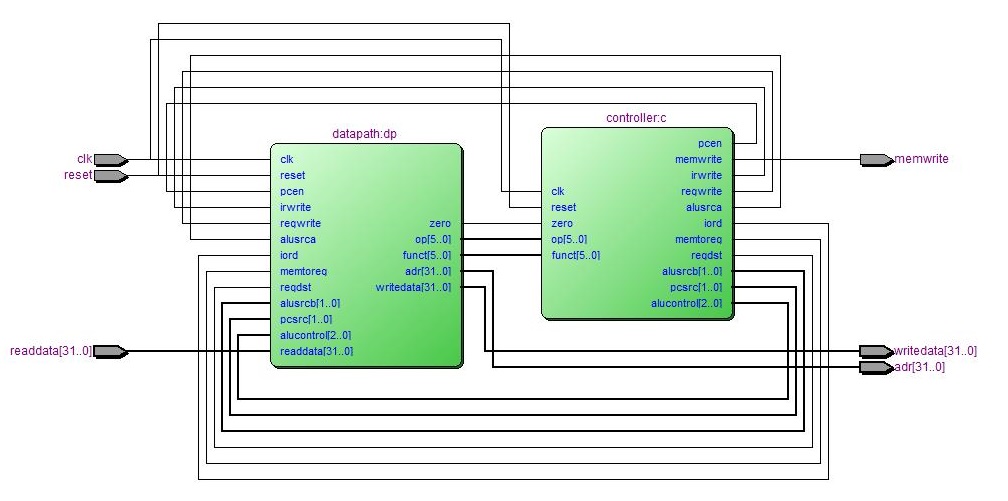 controller:c
datapath:dp
pcen
clk
clk
memwrite
memwrite
reset
reset
irwrite
pcen
clk
regwrite
irwrite
reset
alusrca
regwrite
zero
zero
iord
alusrca
op[5..0]
op[5..0]
memtoreg
iord
funct[5..0]
funct[5..0]
regdst
memtoreg
adr[31..0]
alusrcb[1..0]
regdst
writedata[31..0]
pcsrc[1..0]
alusrcb[1..0]
alucontrol[2..0]
pcsrc[1..0]
alucontrol[2..0]
readdata[31..0]
readdata[31..0]
writedata[31..0]
adr[31..0]